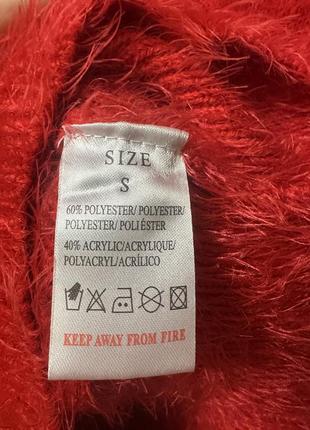 SIZE
S
60% POLYESTER/ POLYESTER/
POLYESTER/ POLIÉSTER
40% ACRYLIC/ACRYLIQUE/
POLYACRYL/ACRÍLICO
KEEP AWAY FROM FIRE